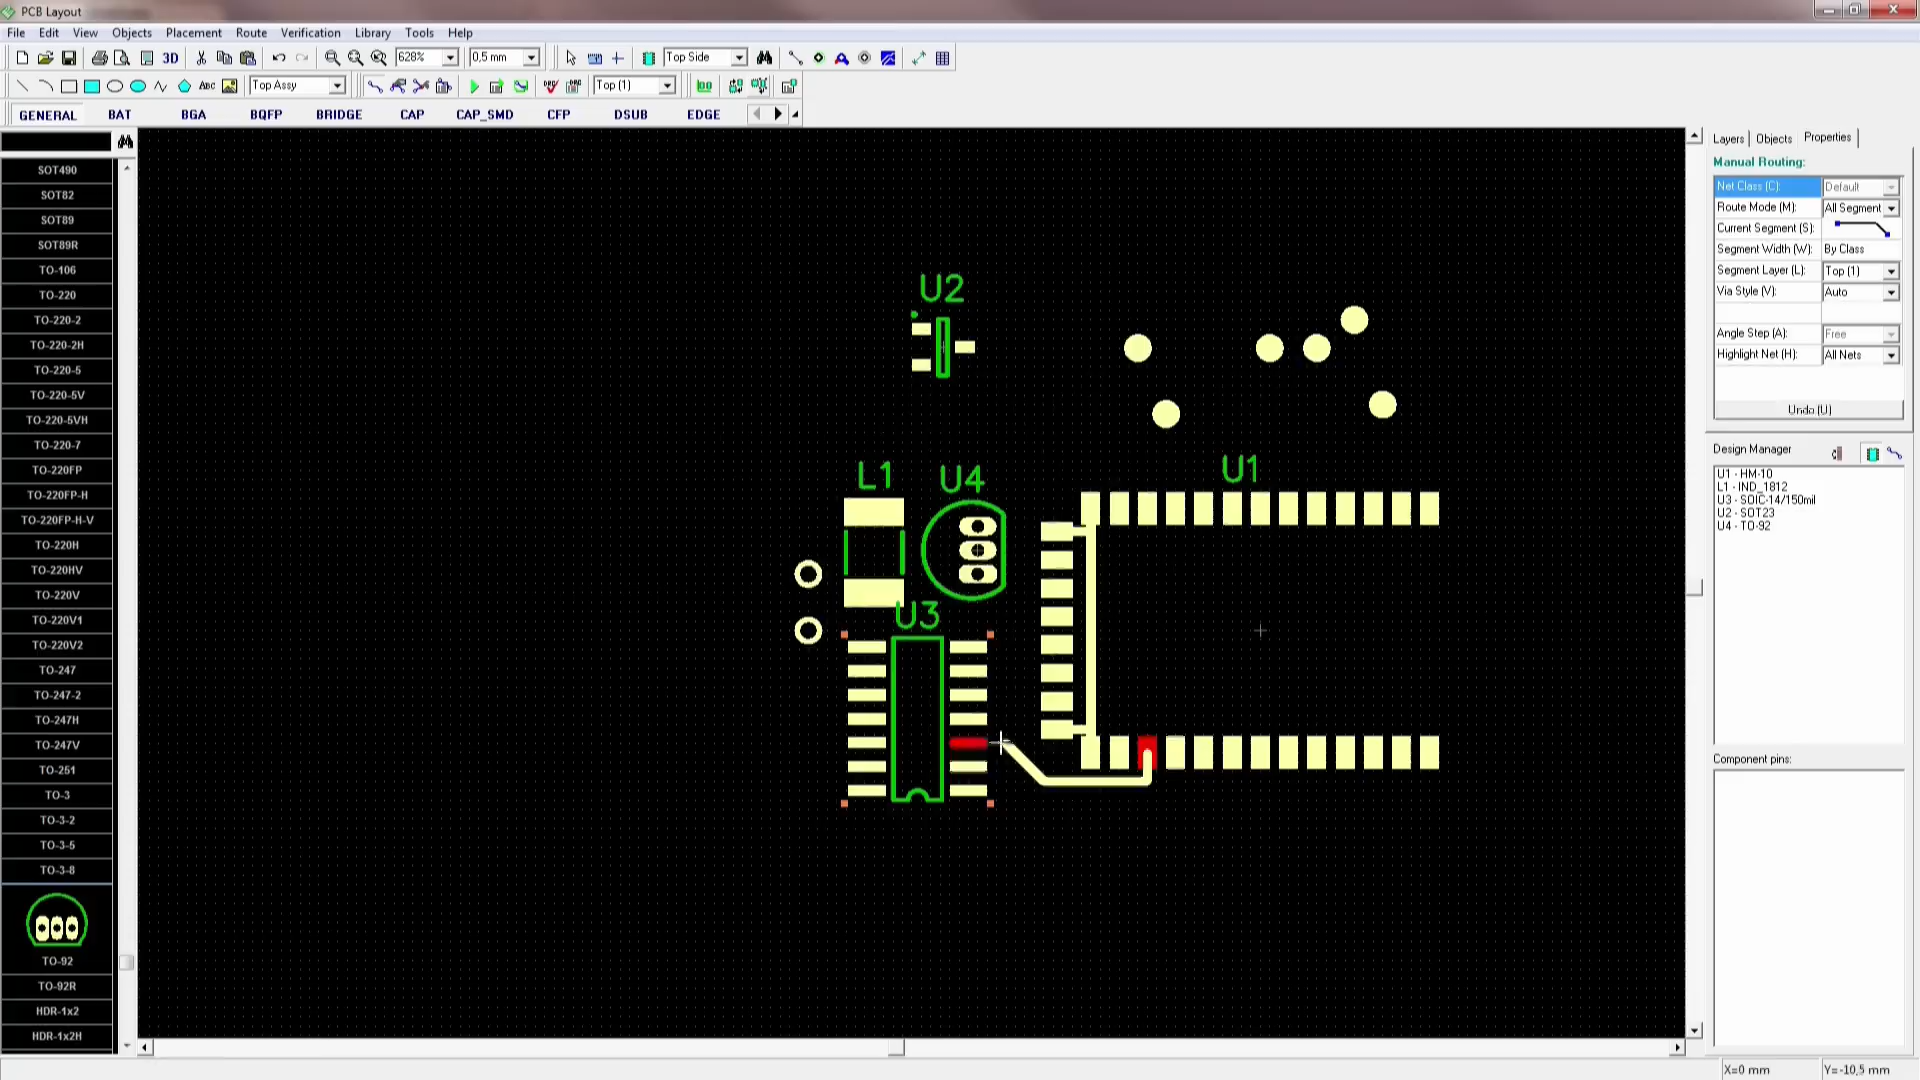 PCB Layout
File Edit View Objects Placement Route Verification Library Tools Help
3D 628% 0,5 mm Top Side
Abc Top Assy Top (1)
GENERAL BAT BGA BQFP BRIDGE CAP CAP_SMD CFP DSUB EDGE
SOT490
SOT82
SOT89
SOT89R
TO-106
TO-220
TO-220-2
TO-220-2H
TO-220-5
TO-220-5V
TO-220-5VH
TO-220-7
TO-220FP
TO-220FP-H
TO-220FP-H-V
TO-220H
TO-220HV
TO-220V
TO-220V1
TO-220V2
TO-247
TO-247-2
TO-247H
TO-247V
TO-251
TO-3
TO-3-2
TO-3-5
TO-3-8
TO-92
TO-92R
HDR-1x2
HDR-1x2H
U2
L1
U4
U1
U3
Layers Objects Properties
Manual Routing:
Net Class (C): Default
Route Mode (M): All Segment
Current Segment (S):
Segment Width (W): By Class
Segment Layer (L): Top (1)
Via Style (V): Auto
Angle Step (A): Free
Highlight Net (H): All Nets
Undo (U)
Design Manager
U1 - HM-10
L1 - IND_1812
U3 - SOIC-14/150mil
U2 - SOT23
U4 - TO-92
Component pins:
X=0 mm Y=-10,5 mm